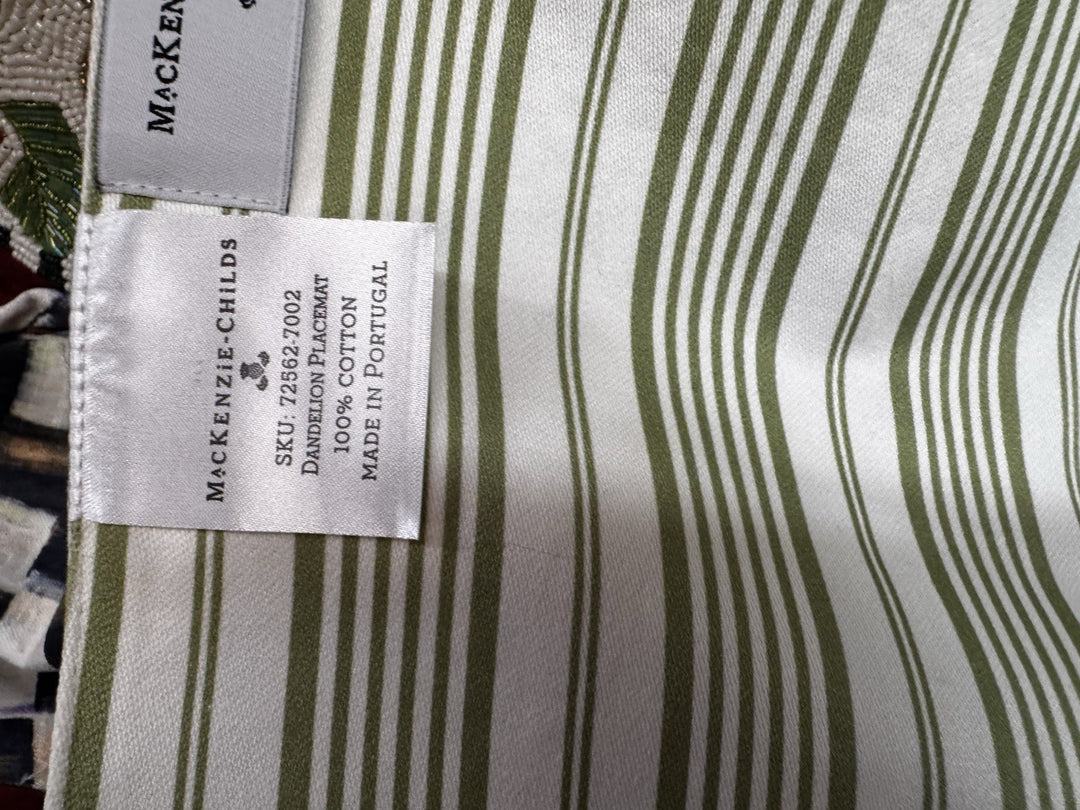 MACKEN
MACKENZiE-CHiLDS
SKU: 72562-7002
DANDELION PLACEMAT
100% COTTON
MADE IN PORTUGAL